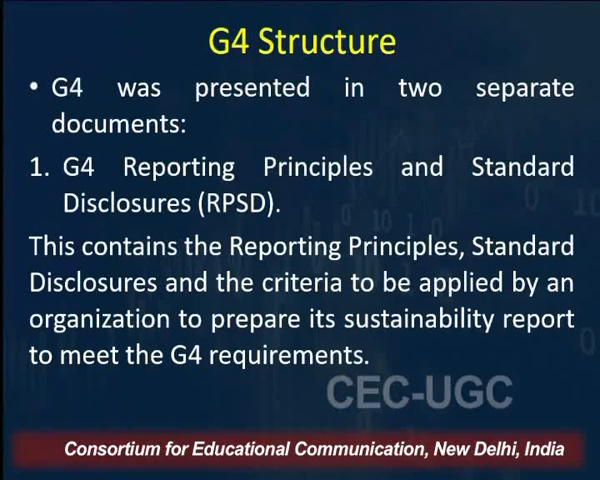 G4 Structure
• G4 was presented in two separate
documents:
1. G4 Reporting Principles and Standard
Disclosures (RPSD).
This contains the Reporting Principles, Standard
Disclosures and the criteria to be applied by an
organization to prepare its sustainability report
to meet the G4 requirements.
CEC-UGC
Consortium for Educational Communication, New Delhi, India